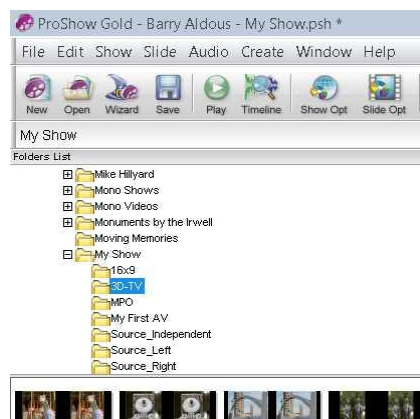 ProShow Gold - Barry Aldous - My Show.psh *
File Edit Show Slide Audio Create Window Help
New Open Wizard Save Play Timeline Show Opt Slide Opt
My Show
Folders List
Mike Hillyard
Mono Shows
Mono Videos
Monuments by the Irwell
Moving Memories
My Show
16x9
3D-TV
MPO
My First AV
Source_Independent
Source_Left
Source_Right